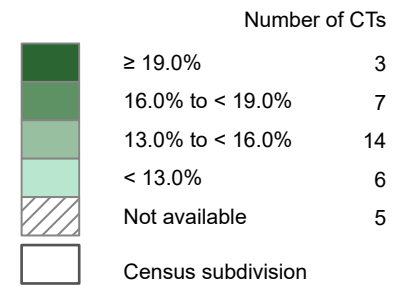 Number of CTs
≥ 19.0% 3
16.0% to < 19.0% 7
13.0% to < 16.0% 14
< 13.0% 6
Not available 5
Census subdivision